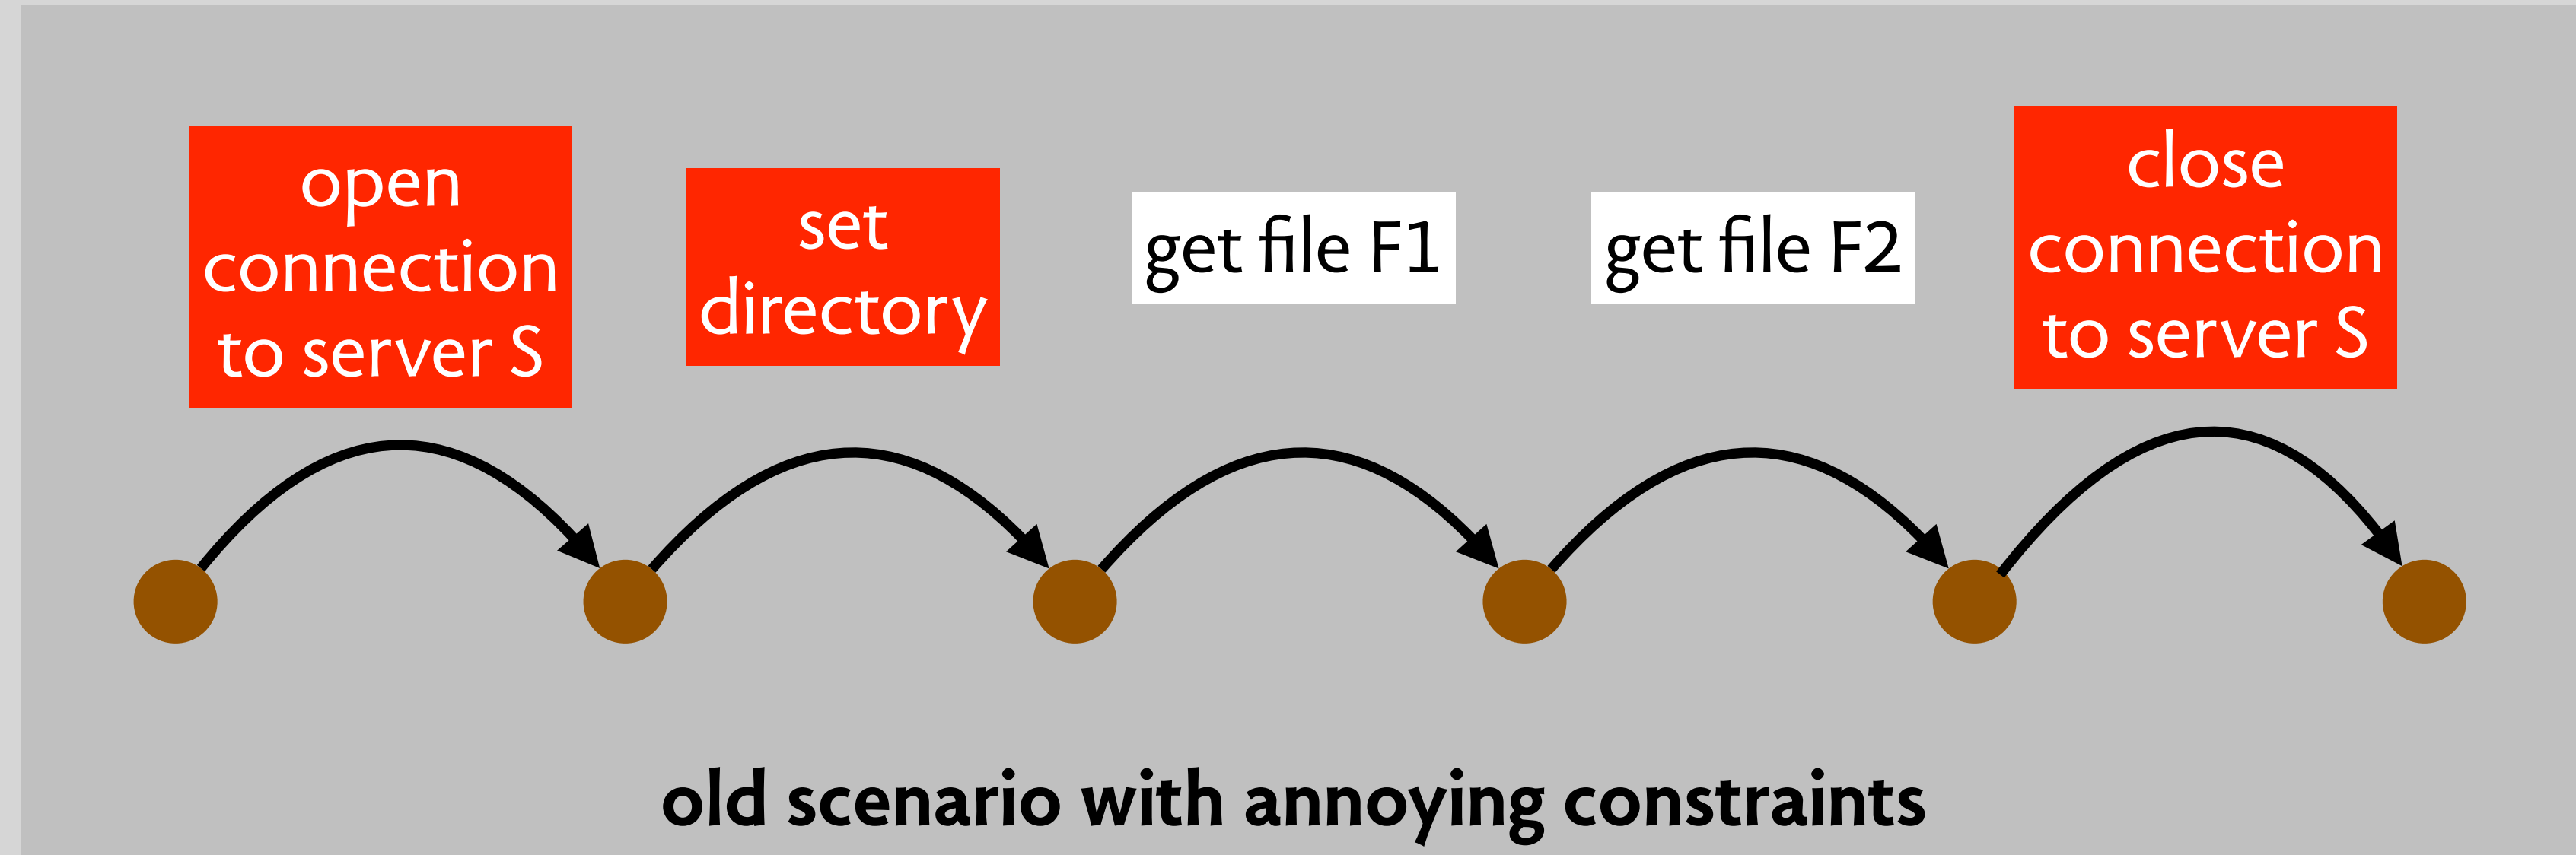 open
connection
to server S
set
directory
get file F1
get file F2
close
connection
to server S
old scenario with annoying constraints